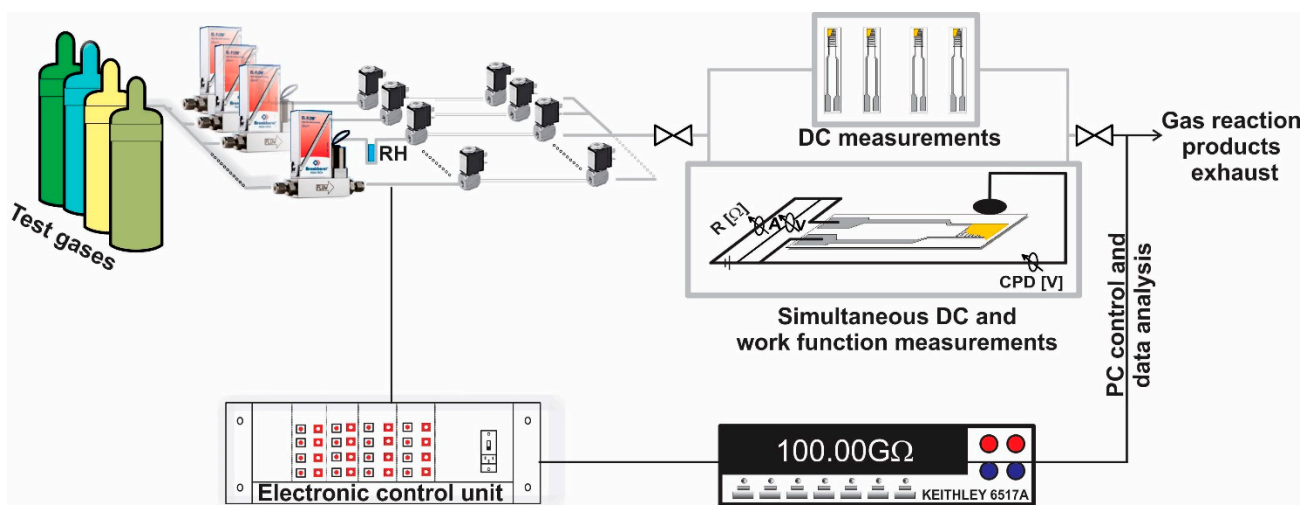 Test gases
RH
DC measurements
R [Ω]
A
V
CPD [V]
Simultaneous DC and
work function measurements
Gas reaction
products
exhaust
PC control and
data analysis
Electronic control unit
100.00GΩ
KEITHLEY 6517A